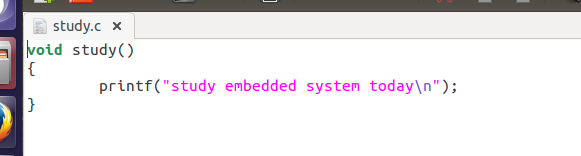 study.c ×
void study()
{
        printf("study embedded system today\n");
}